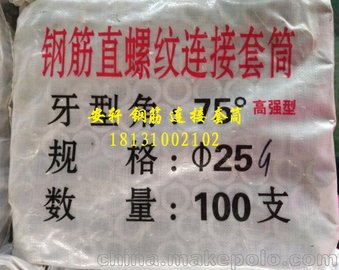 钢筋直螺纹连接套筒
牙型角：75° 高强型
安轩 钢筋连接套筒
18131002102
规格：Φ25G
数量：100支
china.makepolo.com